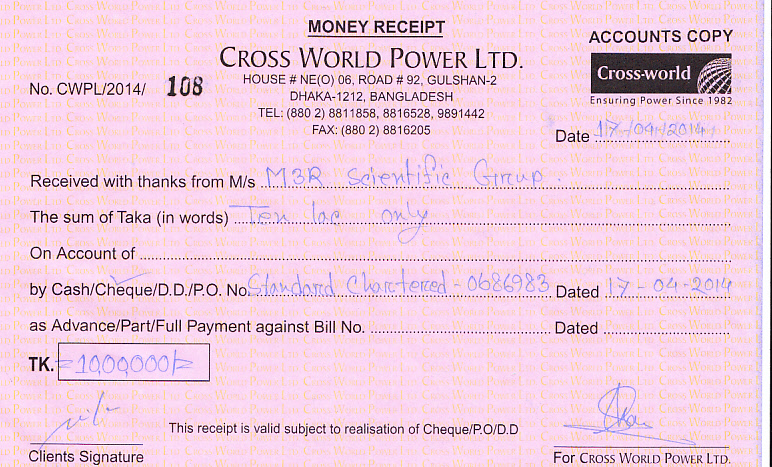 MONEY RECEIPT
ACCOUNTS COPY
CROSS WORLD POWER LTD.
No. CWPL/2014/ 108
HOUSE # NE(O) 06, ROAD # 92, GULSHAN-2
DHAKA-1212, BANGLADESH
TEL: (880 2) 8811858, 8816528, 9891442
FAX: (880 2) 8816205
Cross-world
Ensuring Power Since 1982
Date 17-04-2014
Received with thanks from M/s M3R Scientific Group.
The sum of Taka (in words) Ten lac only
On Account of
by Cash/Cheque/D.D./P.O. No. Standard Chartered - 0686983 Dated 17-04-2014
as Advance/Part/Full Payment against Bill No. Dated
TK. =10,00,000/=
This receipt is valid subject to realisation of Cheque/P.O/D.D
Clients Signature
For CROSS WORLD POWER LTD.